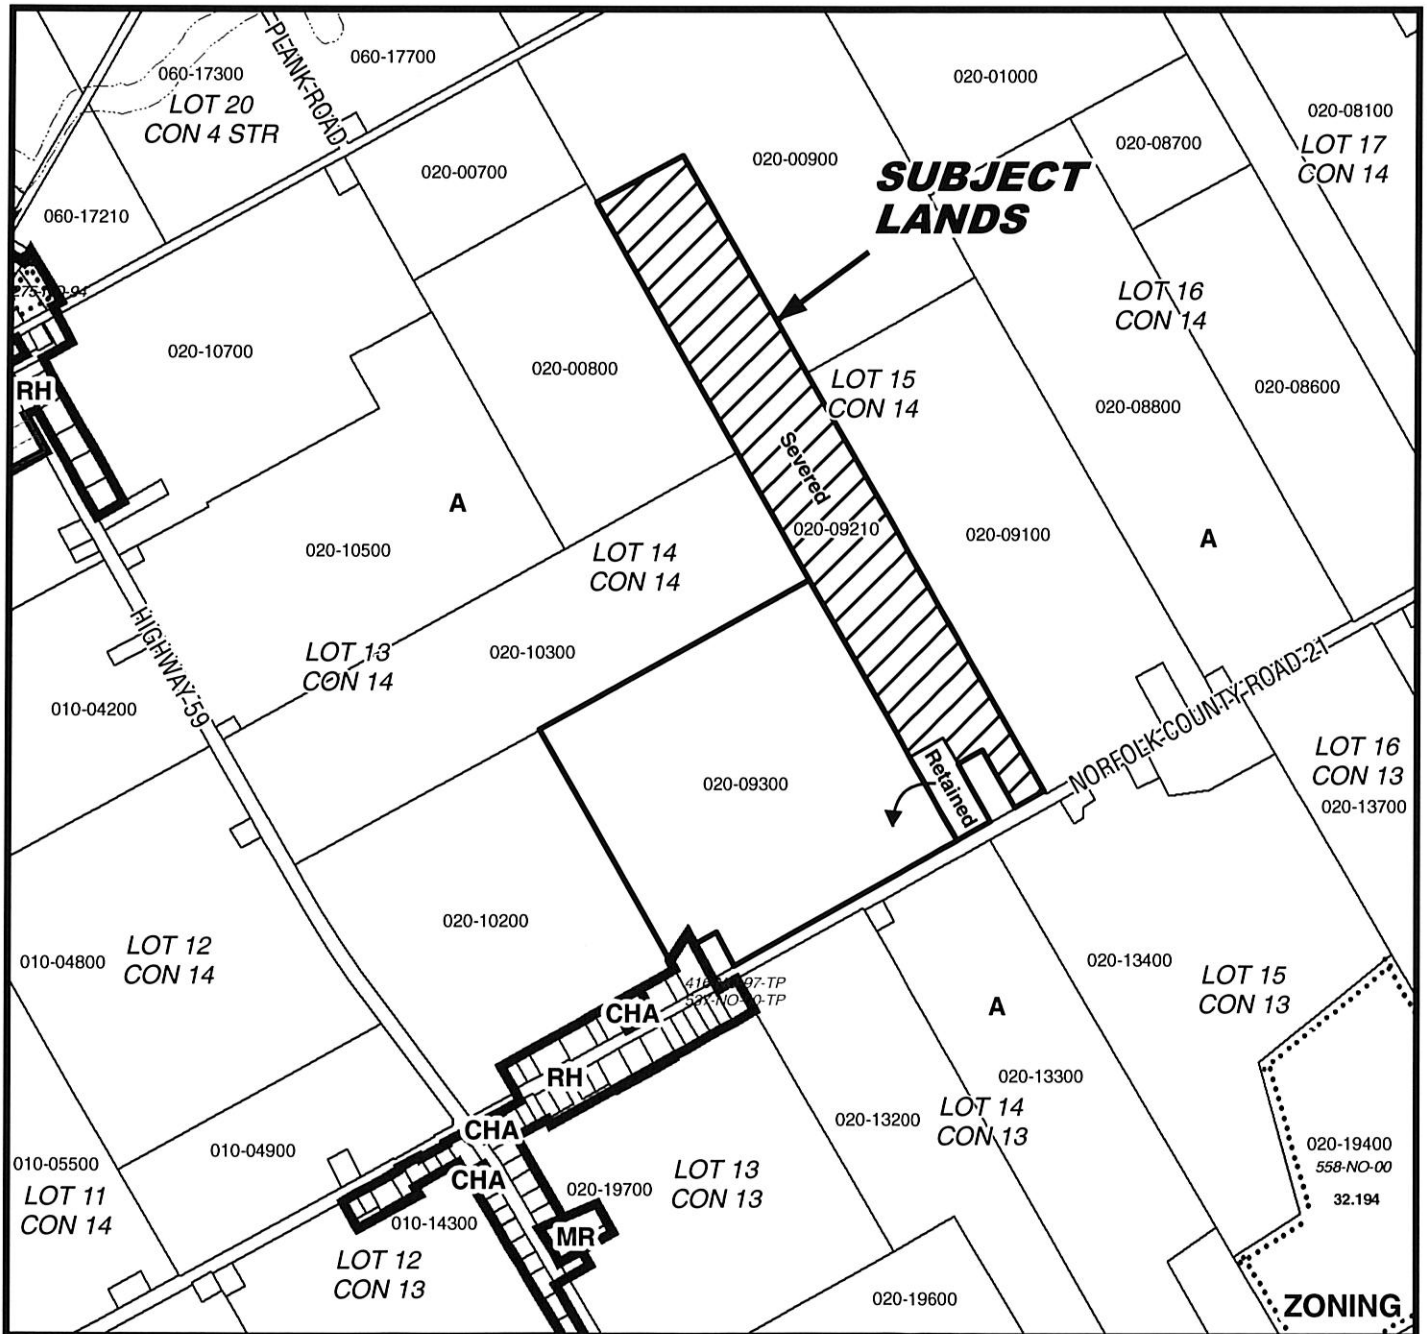 PLANK ROAD
060-17300
060-17700
LOT 20
CON 4 STR
020-01000
020-08100
LOT 17
CON 14
020-08700
020-00700
020-00900
SUBJECT
LANDS
060-17210
LOT 16
CON 14
020-10700
020-00800
LOT 15
CON 14
020-08600
RH
020-08800
Severed
A
020-09210
020-09100
A
020-10500
LOT 14
CON 14
HIGHWAY 59
LOT 13
CON 14
020-10300
010-04200
NORFOLK COUNTY ROAD 21
LOT 16
CON 13
020-13700
020-09300
Retained
020-10200
LOT 12
CON 14
010-04800
020-13400
LOT 15
CON 13
537-NO-10-TP
CHA
A
RH
020-13300
LOT 14
CON 13
020-13200
CHA
010-04900
010-05500
LOT 11
CON 14
CHA
020-19700
LOT 13
CON 13
020-19400
558-NO-00
32.194
010-14300
MR
LOT 12
CON 13
020-19600
ZONING